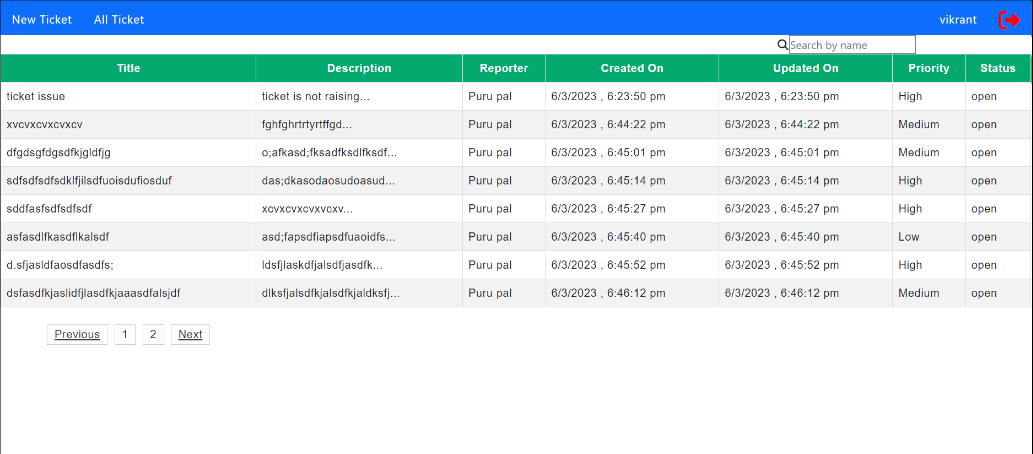 New Ticket All Ticket vikrant
Search by name
Title Description Reporter Created On Updated On Priority Status
ticket issue ticket is not raising... Puru pal 6/3/2023 , 6:23:50 pm 6/3/2023 , 6:23:50 pm High open
xvcvxcvxcvxcv fghfghrtrtyrtffgd... Puru pal 6/3/2023 , 6:44:22 pm 6/3/2023 , 6:44:22 pm Medium open
dfgdsgfdgsdfkjgldfjg o;afkasd;fksadfksdlfksdf... Puru pal 6/3/2023 , 6:45:01 pm 6/3/2023 , 6:45:01 pm Medium open
sdfsdfsdfsdklfjilsdfuoisdufiosduf das;dkasodaosudoasud... Puru pal 6/3/2023 , 6:45:14 pm 6/3/2023 , 6:45:14 pm High open
sddfasfsdfsdfsdf xcvxcvxcvxvcxv... Puru pal 6/3/2023 , 6:45:27 pm 6/3/2023 , 6:45:27 pm High open
asfasdlfkasdflkalsdf asd;fapsdfiapsdfuaoidfs... Puru pal 6/3/2023 , 6:45:40 pm 6/3/2023 , 6:45:40 pm Low open
d.sfjasldfaosdfasdfs; ldsfjlaskdfjalsdfjasdfk... Puru pal 6/3/2023 , 6:45:52 pm 6/3/2023 , 6:45:52 pm High open
dsfasdfkjaslidfjlasdfkjaaasdfalsjdf dlksfjalsdfkjalsdfkjaldksfj... Puru pal 6/3/2023 , 6:46:12 pm 6/3/2023 , 6:46:12 pm Medium open
Previous 1 2 Next